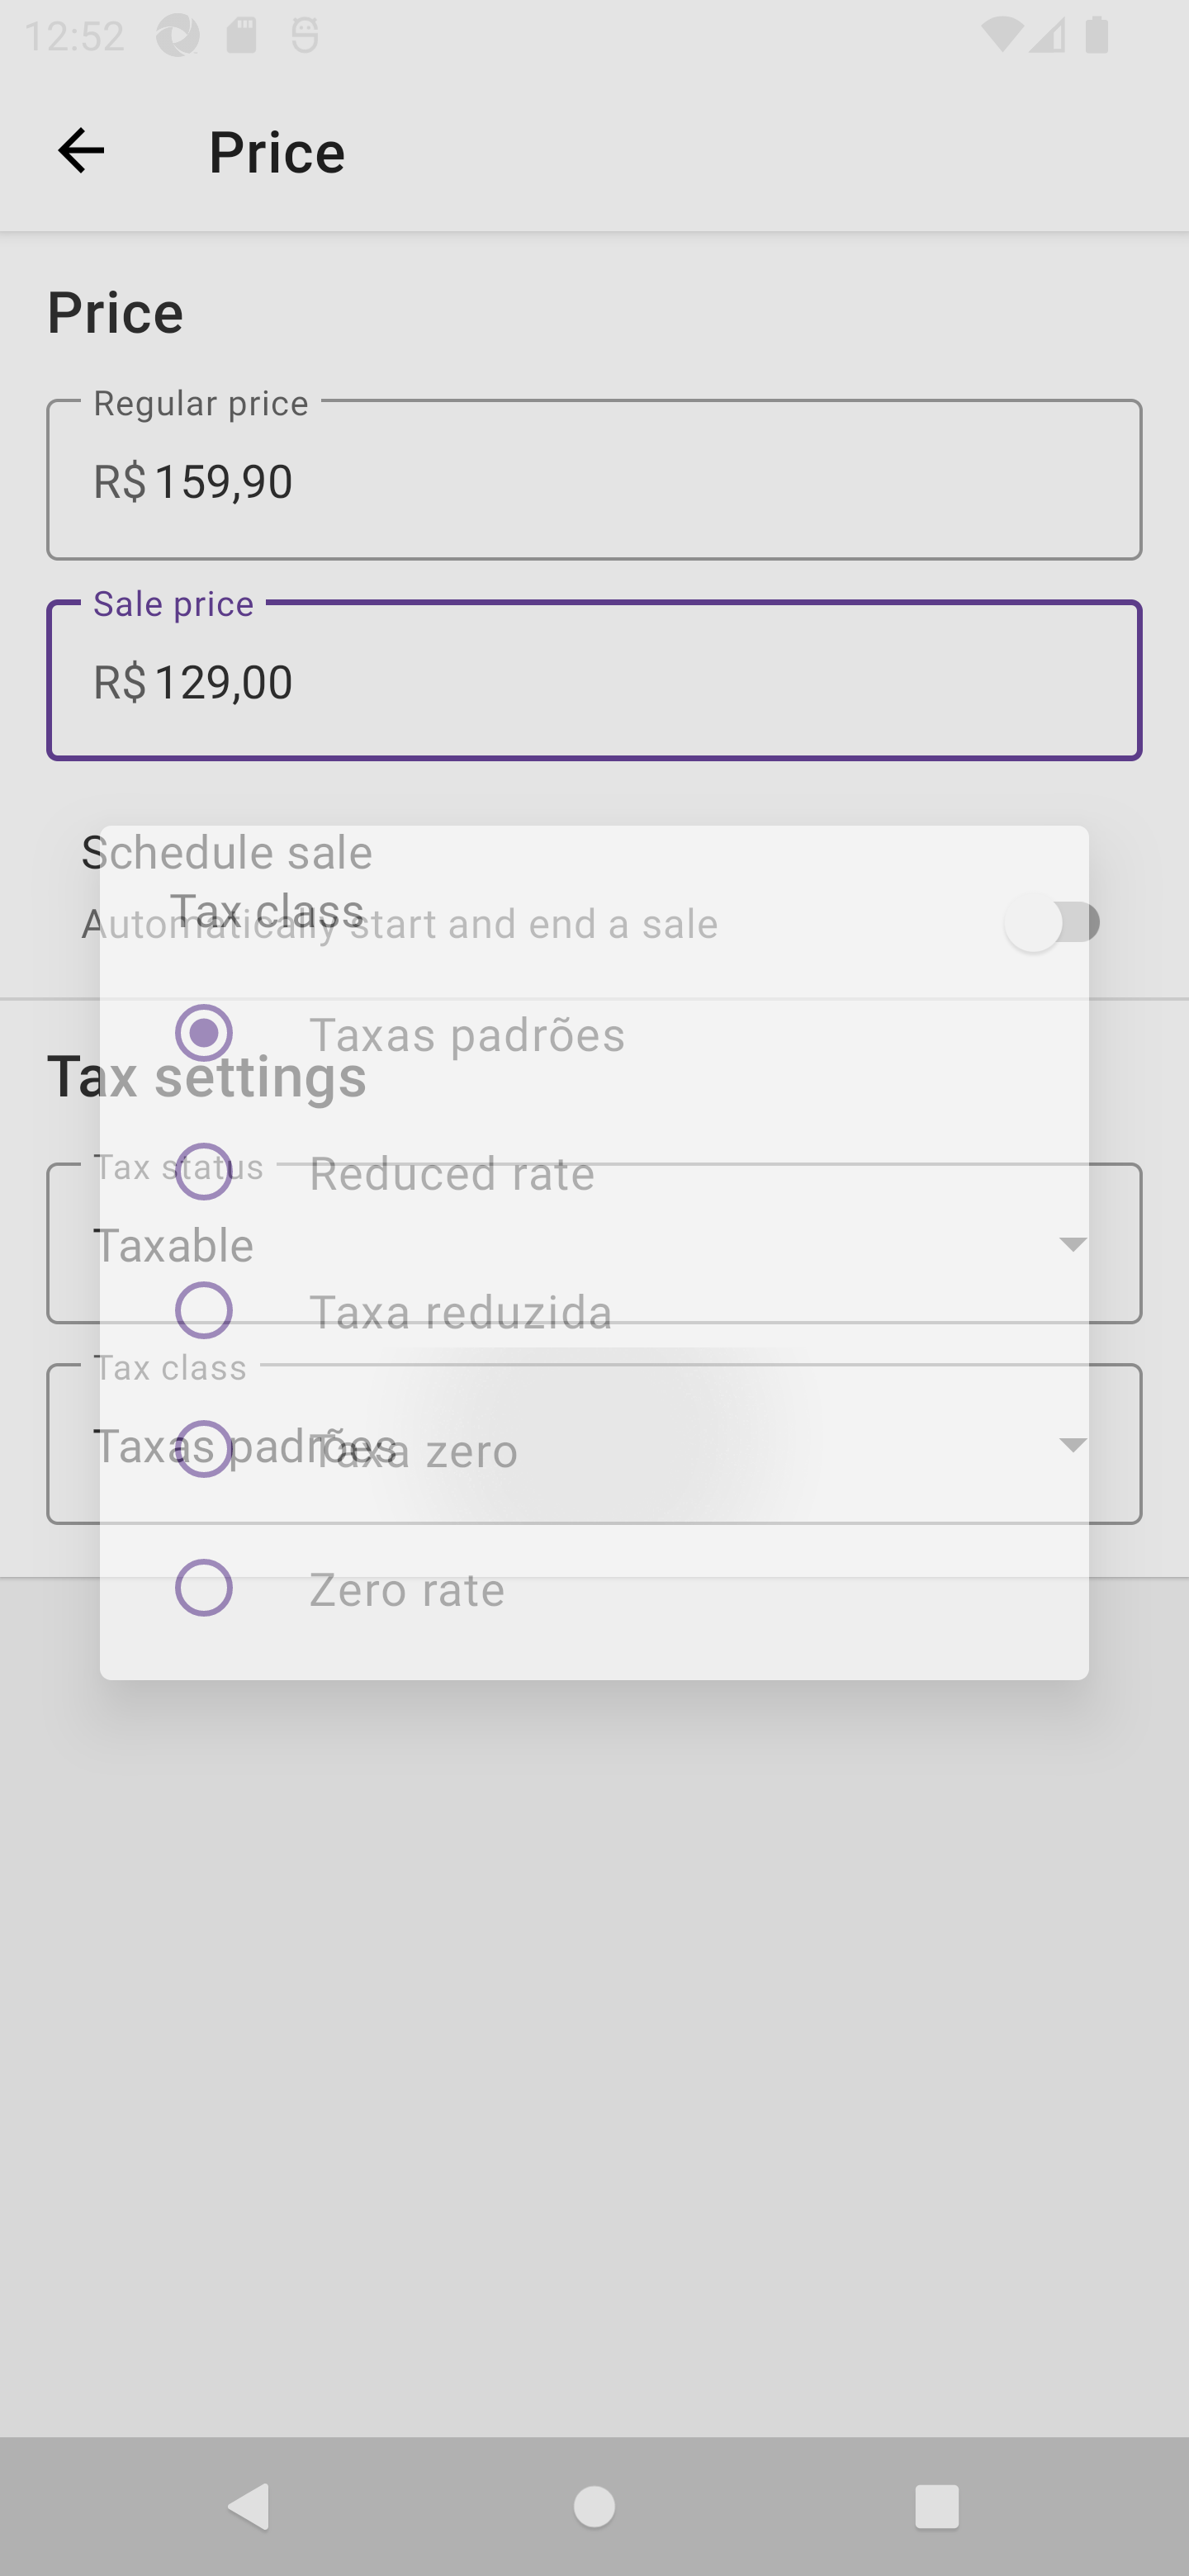 12:52
Price
Price
Regular price
R$ 159,90
Sale price
R$ 129,00
Schedule sale
Automatically start and end a sale
Tax class
Taxas padrões
Tax settings
Reduced rate
Tax status
Taxable
Taxa reduzida
Tax class
Taxas padrões
Taxa zero
Zero rate